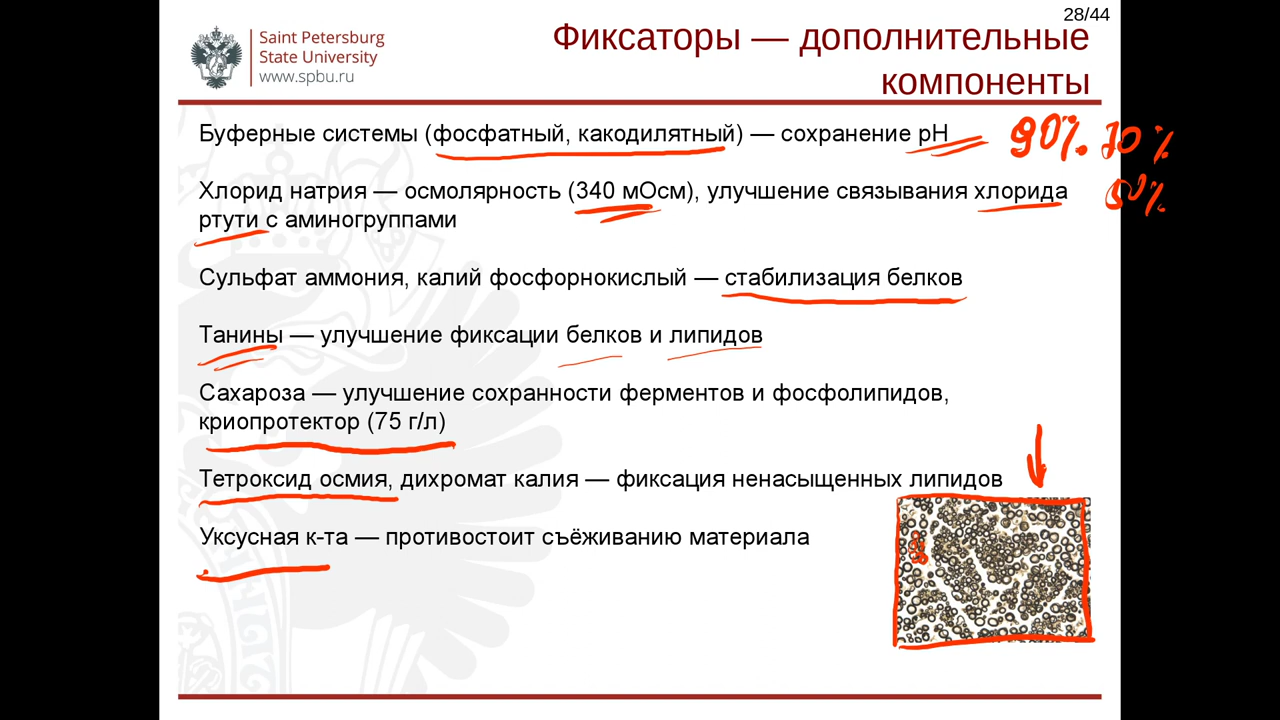 28/44
Saint Petersburg
State University
www.spbu.ru
Фиксаторы — дополнительные
компоненты
Буферные системы (фосфатный, какодилятный) — сохранение pH
90%. 70%
50%
Хлорид натрия — осмолярность (340 мОсм), улучшение связывания хлорида
ртути с аминогруппами
Сульфат аммония, калий фосфорнокислый — стабилизация белков
Танины — улучшение фиксации белков и липидов
Сахароза — улучшение сохранности ферментов и фосфолипидов,
криопротектор (75 г/л)
Тетроксид осмия, дихромат калия — фиксация ненасыщенных липидов
Уксусная к-та — противостоит съёживанию материала